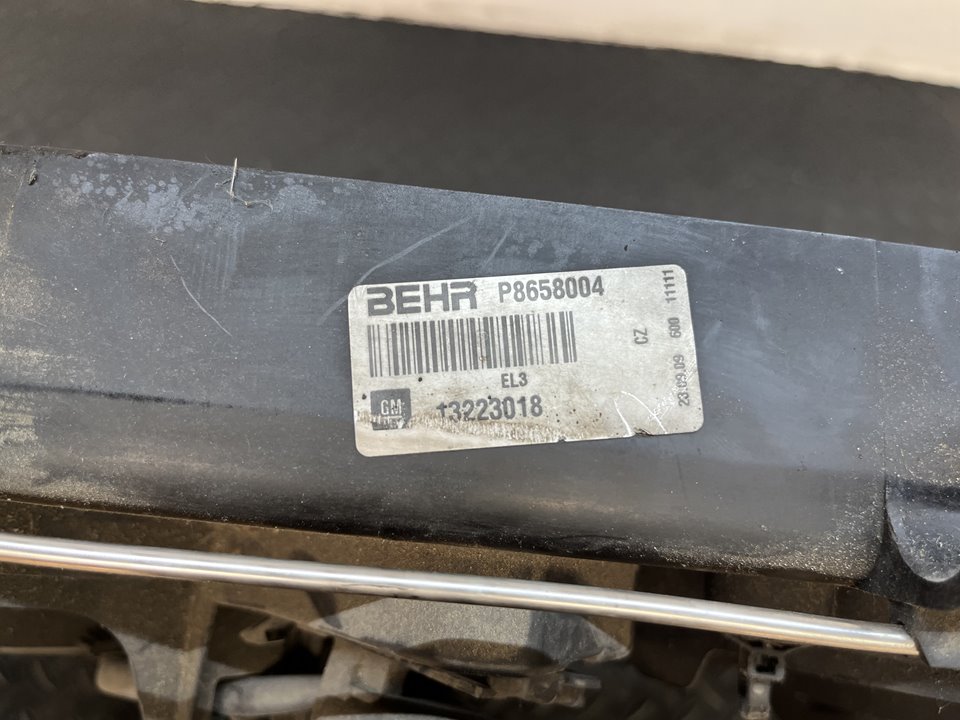 BEHR P8658004
EL3
GM
13223018
CZ
23.09.09 600 11111